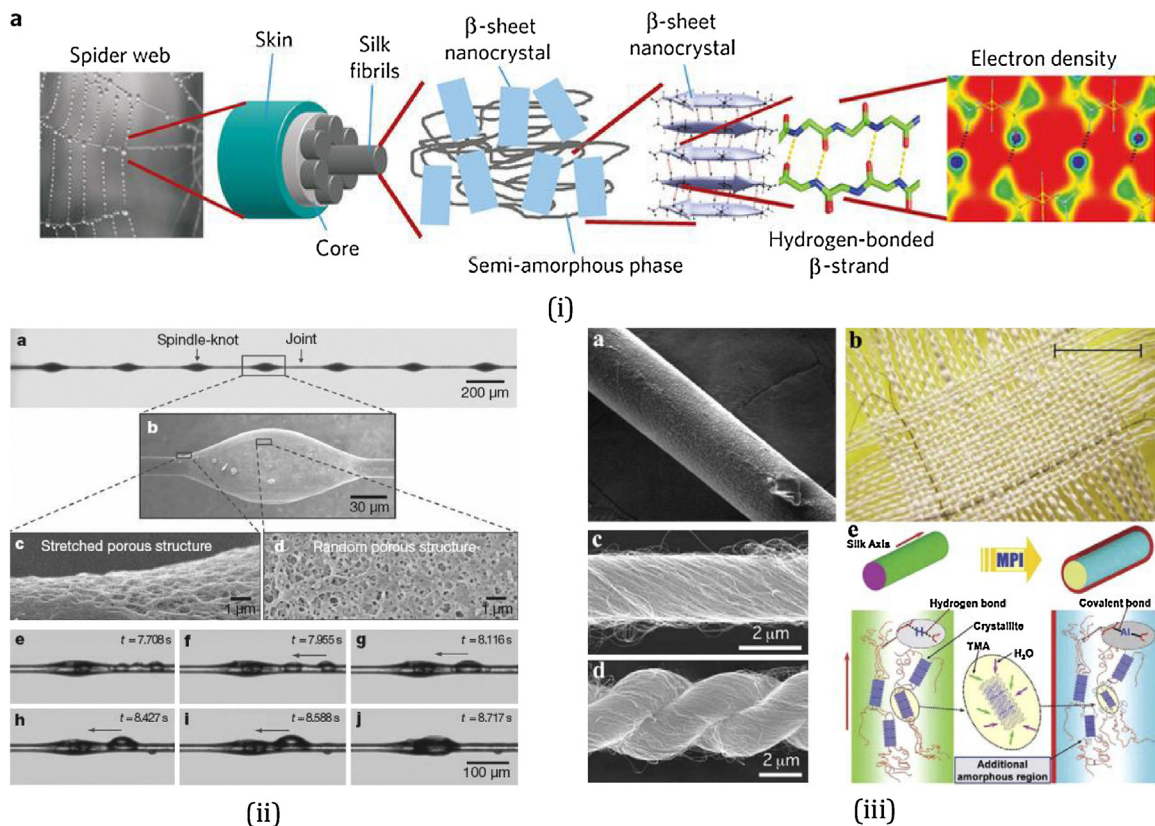 a
Spider web
Skin
Silk
fibrils
β-sheet
nanocrystal
β-sheet
nanocrystal
Electron density
Core
Semi-amorphous phase
Hydrogen-bonded
β-strand
(i)
a
Spindle-knot
Joint
200 μm
b
30 μm
c
Stretched porous structure
1 μm
d
Random porous structure
1 μm
e
t = 7.708 s
f
t = 7.955 s
g
t = 8.116 s
h
t = 8.427 s
i
t = 8.588 s
j
t = 8.717 s
100 μm
(ii)
a
b
c
2 μm
d
2 μm
e
Silk Axis
MPI
Hydrogen bond
Covalent bond
H
Al
Crystallite
TMA
H₂O
Additional
amorphous region
(iii)